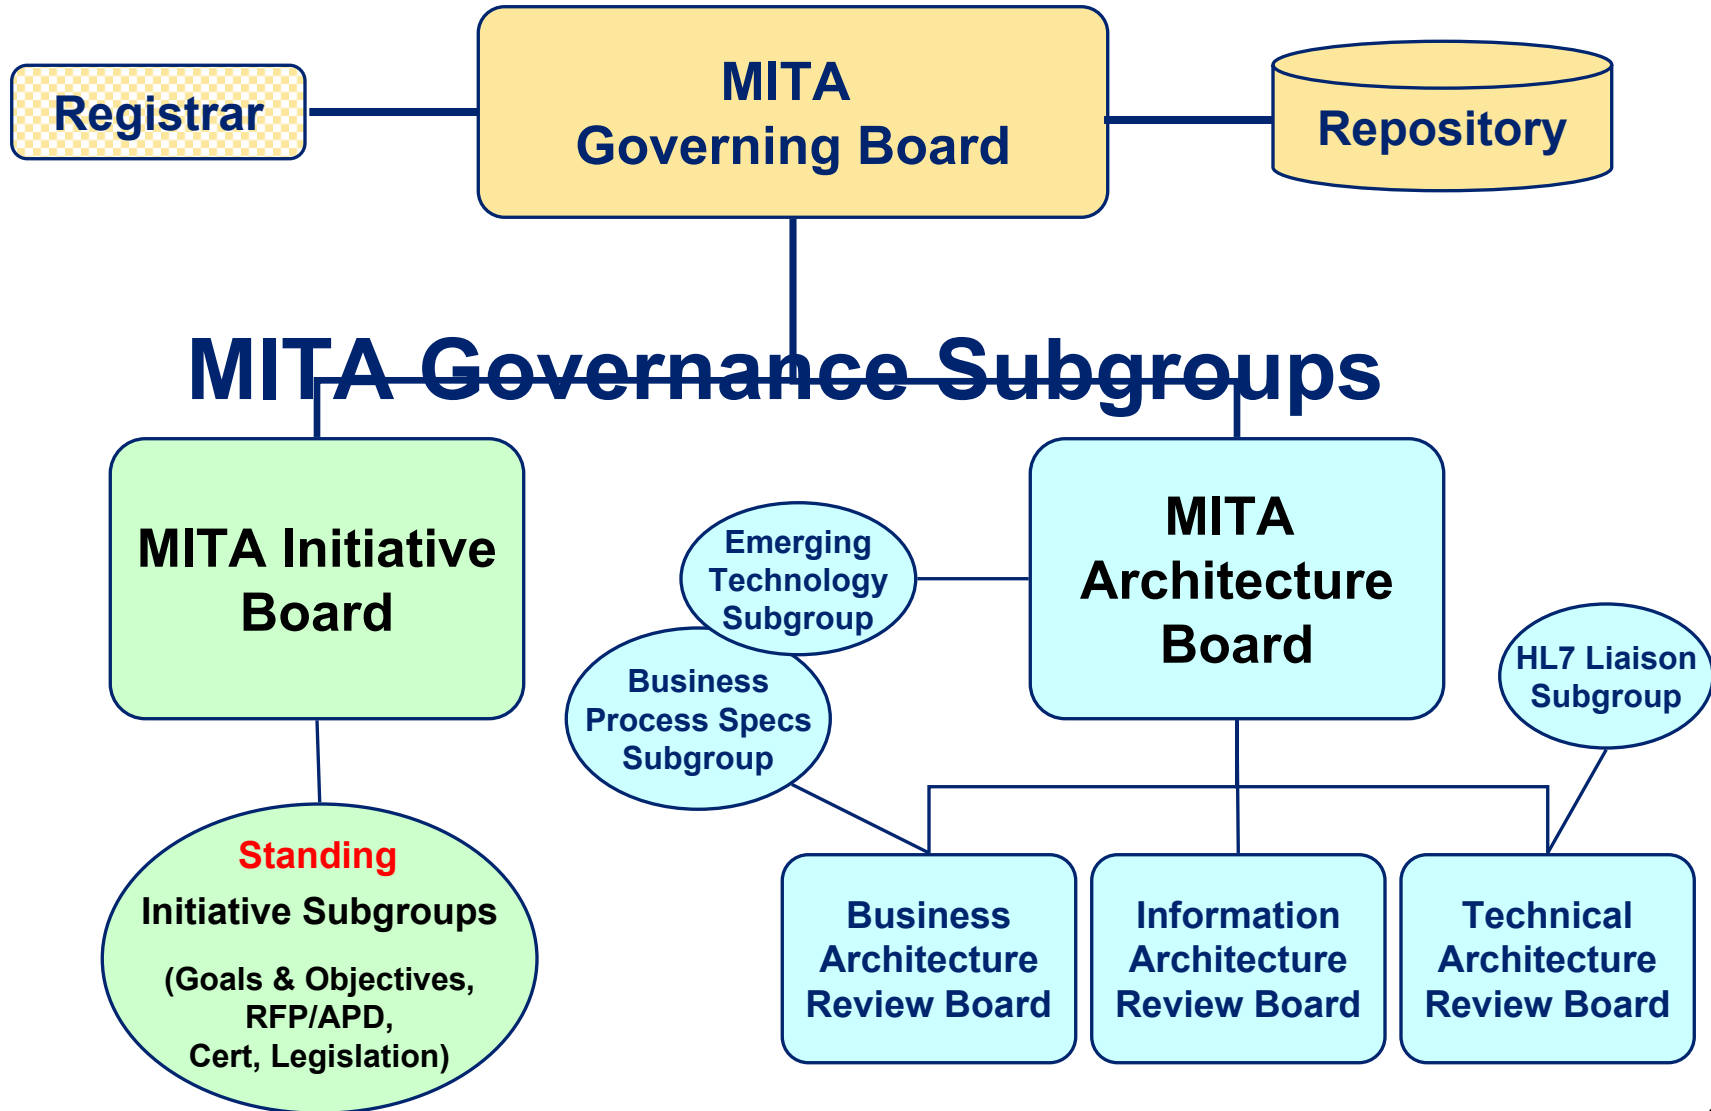 Registrar
MITA
Governing Board
Repository
MITA Governance Subgroups
MITA Initiative
Board
Emerging
Technology
Subgroup
MITA
Architecture
Board
Business
Process Specs
Subgroup
HL7 Liaison
Subgroup
Standing
Initiative Subgroups
(Goals & Objectives,
RFP/APD,
Cert, Legislation)
Business
Architecture
Review Board
Information
Architecture
Review Board
Technical
Architecture
Review Board